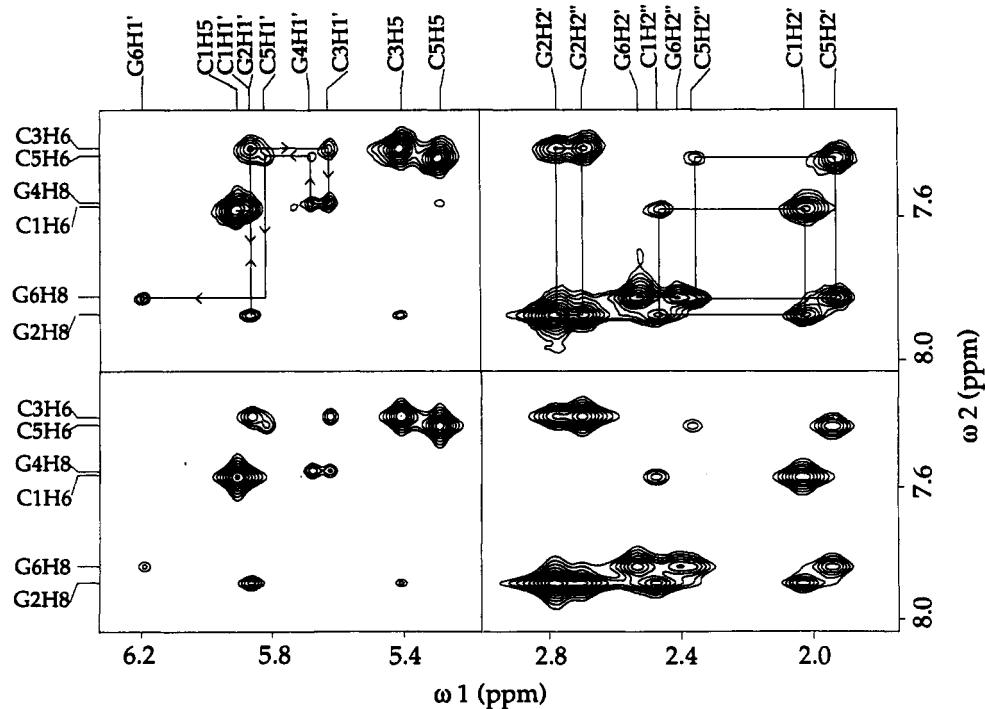 G6H1'
C1H5
C1H1'
G2H1'
C5H1'
G4H1'
C3H1'
C3H5
C5H5
G2H2'
G2H2''
G6H2'
C1H2''
G6H2''
C5H2''
C1H2'
C5H2'
C3H6
C5H6
G4H8
C1H6
G6H8
G2H8
7.6
8.0
C3H6
C5H6
G4H8
C1H6
G6H8
G2H8
7.6
8.0
ω 2 (ppm)
6.2 5.8 5.4 2.8 2.4 2.0
ω 1 (ppm)